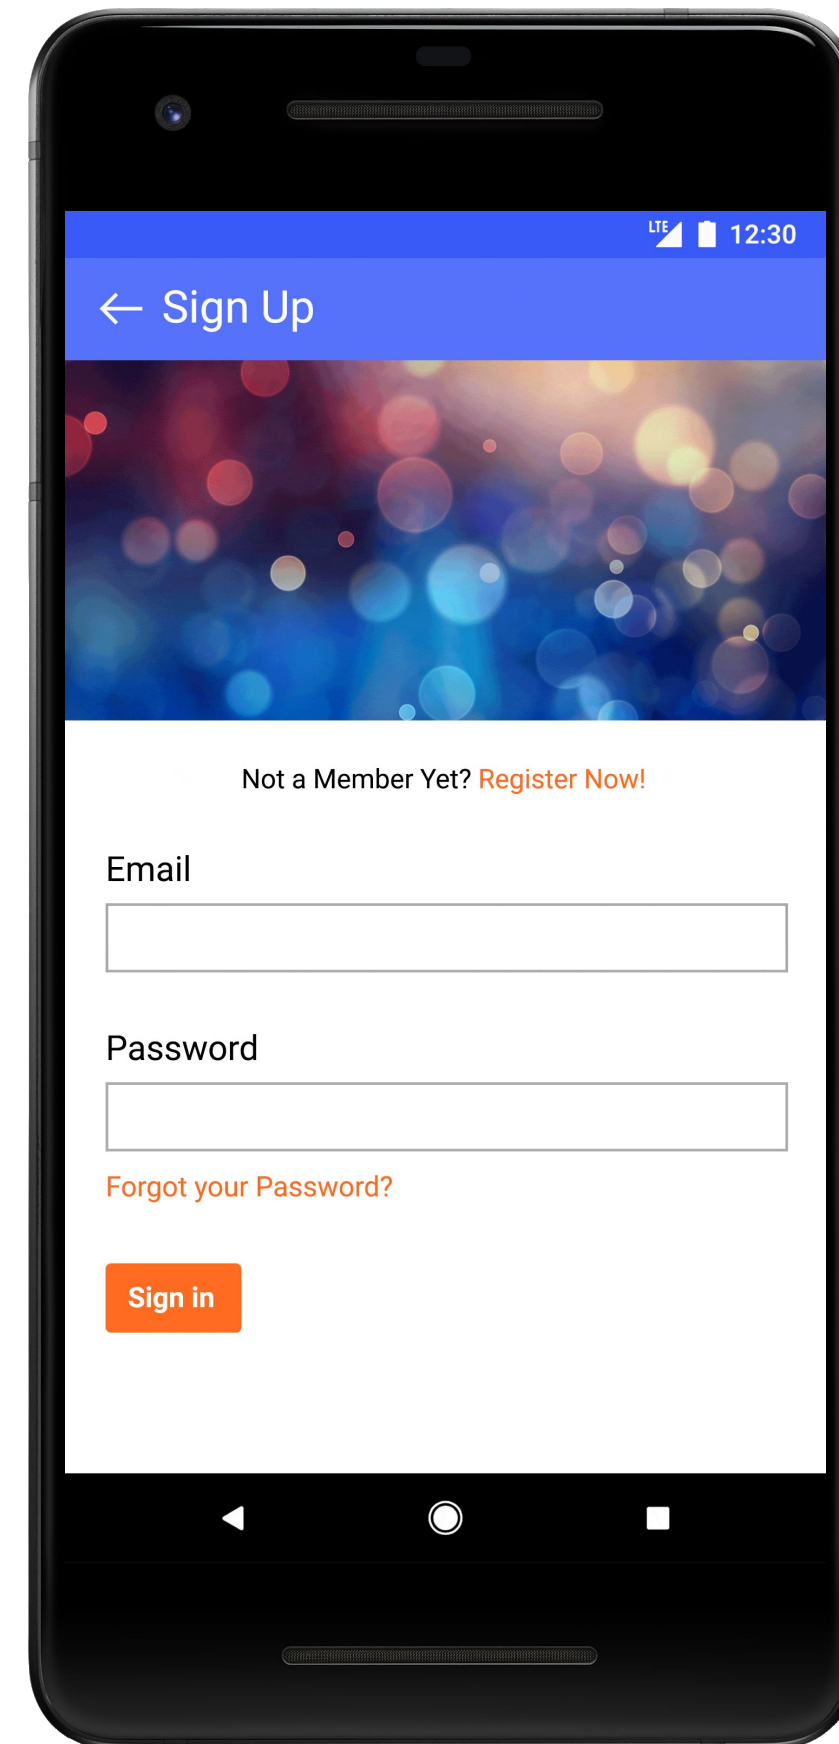 LTE 12:30
Sign Up
Not a Member Yet? Register Now!
Email
Password
Forgot your Password?
Sign in